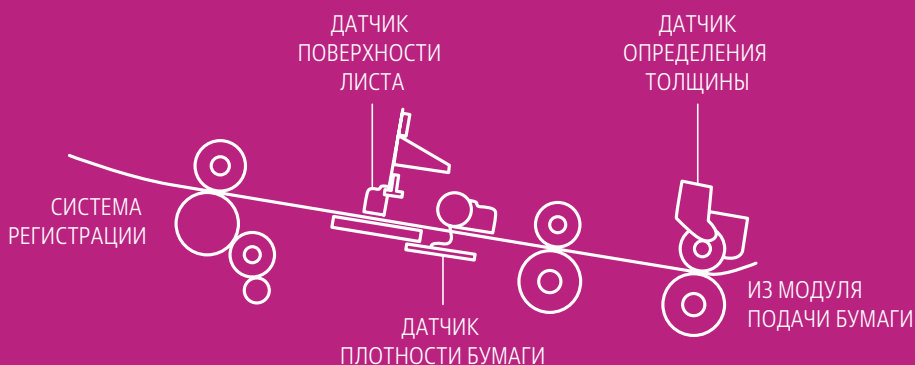 ДАТЧИК
ПОВЕРХНОСТИ
ЛИСТА
ДАТЧИК
ОПРЕДЕЛЕНИЯ
ТОЛЩИНЫ
СИСТЕМА
РЕГИСТРАЦИИ
ИЗ МОДУЛЯ
ПОДАЧИ БУМАГИ
ДАТЧИК
ПЛОТНОСТИ БУМАГИ